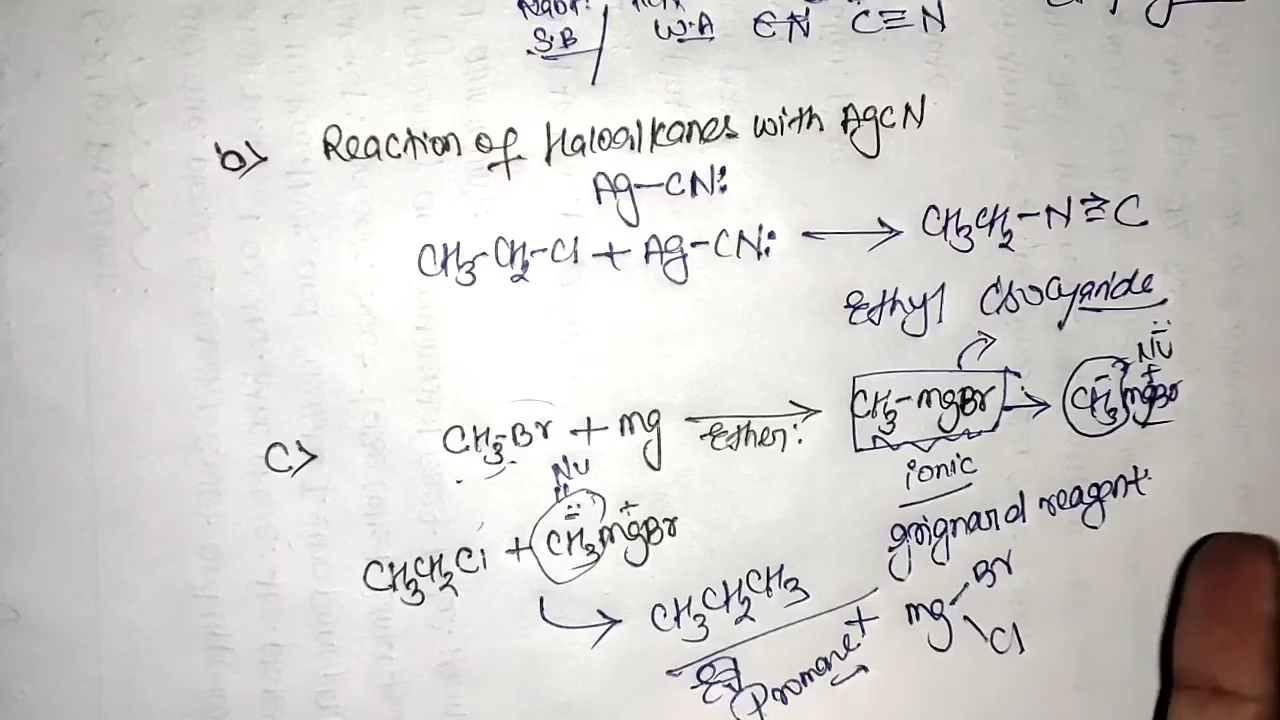 S.B W.A CN C≡N
b> Reaction of Haloalkanes with AgCN
Ag-CN:
CH3-CH2-Cl + Ag-CN: → CH3CH2-N≡C
Ethyl isocyanide
Nu
c> CH3-Br + mg → CH3-mgBr → CH3 mgBr
Ether:
ionic
Nu
grignard reagent.
CH3CH2Cl + CH3mgBr
→ CH3CH2CH3 + mg Br Cl